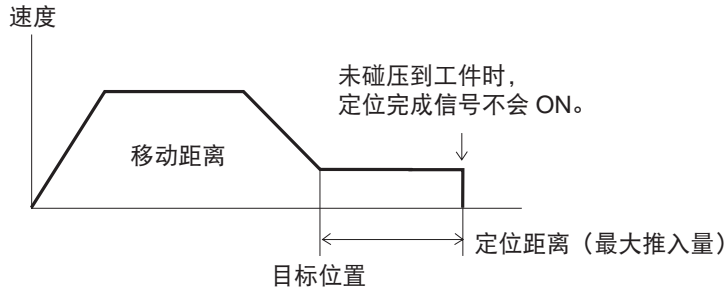 速度
未碰压到工件时，
定位完成信号不会 ON。
移动距离
定位距离（最大推入量）
目标位置